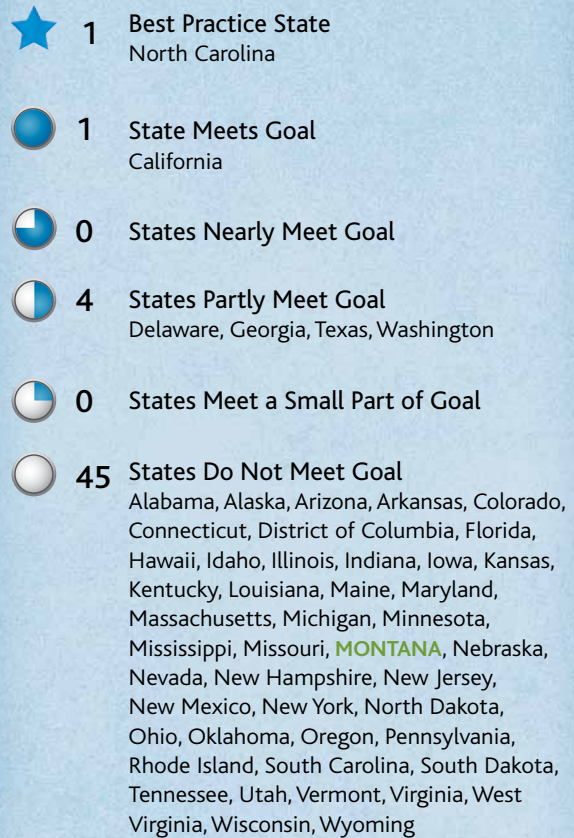 1 Best Practice State
North Carolina
1 State Meets Goal
California
0 States Nearly Meet Goal
4 States Partly Meet Goal
Delaware, Georgia, Texas, Washington
0 States Meet a Small Part of Goal
45 States Do Not Meet Goal
Alabama, Alaska, Arizona, Arkansas, Colorado,
Connecticut, District of Columbia, Florida,
Hawaii, Idaho, Illinois, Indiana, Iowa, Kansas,
Kentucky, Louisiana, Maine, Maryland,
Massachusetts, Michigan, Minnesota,
Mississippi, Missouri, MONTANA, Nebraska,
Nevada, New Hampshire, New Jersey,
New Mexico, New York, North Dakota,
Ohio, Oklahoma, Oregon, Pennsylvania,
Rhode Island, South Carolina, South Dakota,
Tennessee, Utah, Vermont, Virginia, West
Virginia, Wisconsin, Wyoming